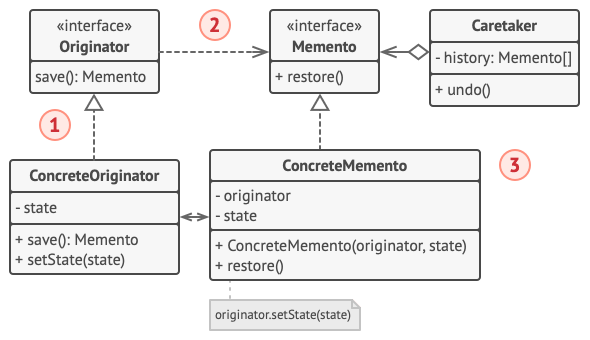 «interface»
Originator
save(): Memento
2
«interface»
Memento
+ restore()
Caretaker
- history: Memento[]
+ undo()
1
ConcreteOriginator
- state
+ save(): Memento
+ setState(state)
ConcreteMemento
- originator
- state
+ ConcreteMemento(originator, state)
+ restore()
3
originator.setState(state)